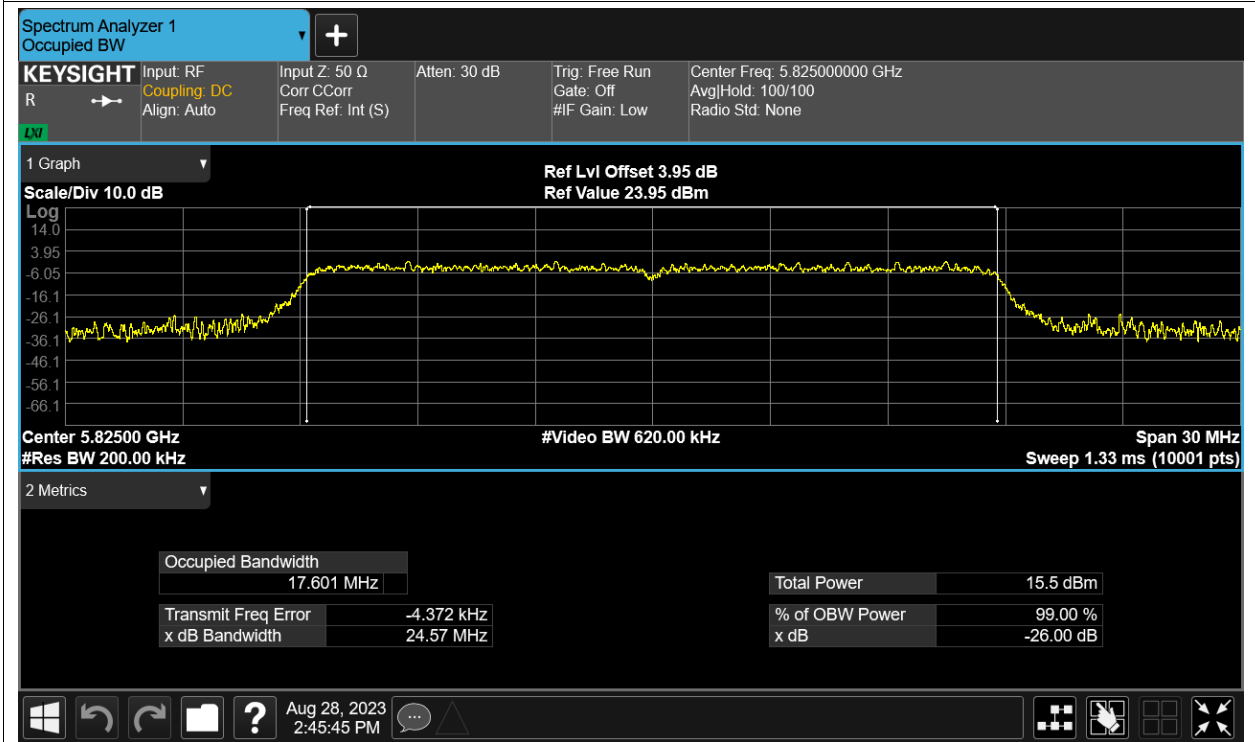 Spectrum Analyzer 1
Occupied BW
KEYSIGHT
R
LXI
Input: RF
Coupling: DC
Align: Auto
Input Z: 50 Ω
Corr CCorr
Freq Ref: Int (S)
Atten: 30 dB
Trig: Free Run
Gate: Off
#IF Gain: Low
Center Freq: 5.825000000 GHz
Avg|Hold: 100/100
Radio Std: None
1 Graph
Scale/Div 10.0 dB
Ref Lvl Offset 3.95 dB
Ref Value 23.95 dBm
Log
14.0
3.95
-6.05
-16.1
-26.1
-36.1
-46.1
-56.1
-66.1
Center 5.82500 GHz
#Res BW 200.00 kHz
#Video BW 620.00 kHz
Span 30 MHz
Sweep 1.33 ms (10001 pts)
2 Metrics
Occupied Bandwidth
17.601 MHz
Transmit Freq Error -4.372 kHz
x dB Bandwidth 24.57 MHz
Total Power 15.5 dBm
% of OBW Power 99.00 %
x dB -26.00 dB
?
Aug 28, 2023
2:45:45 PM